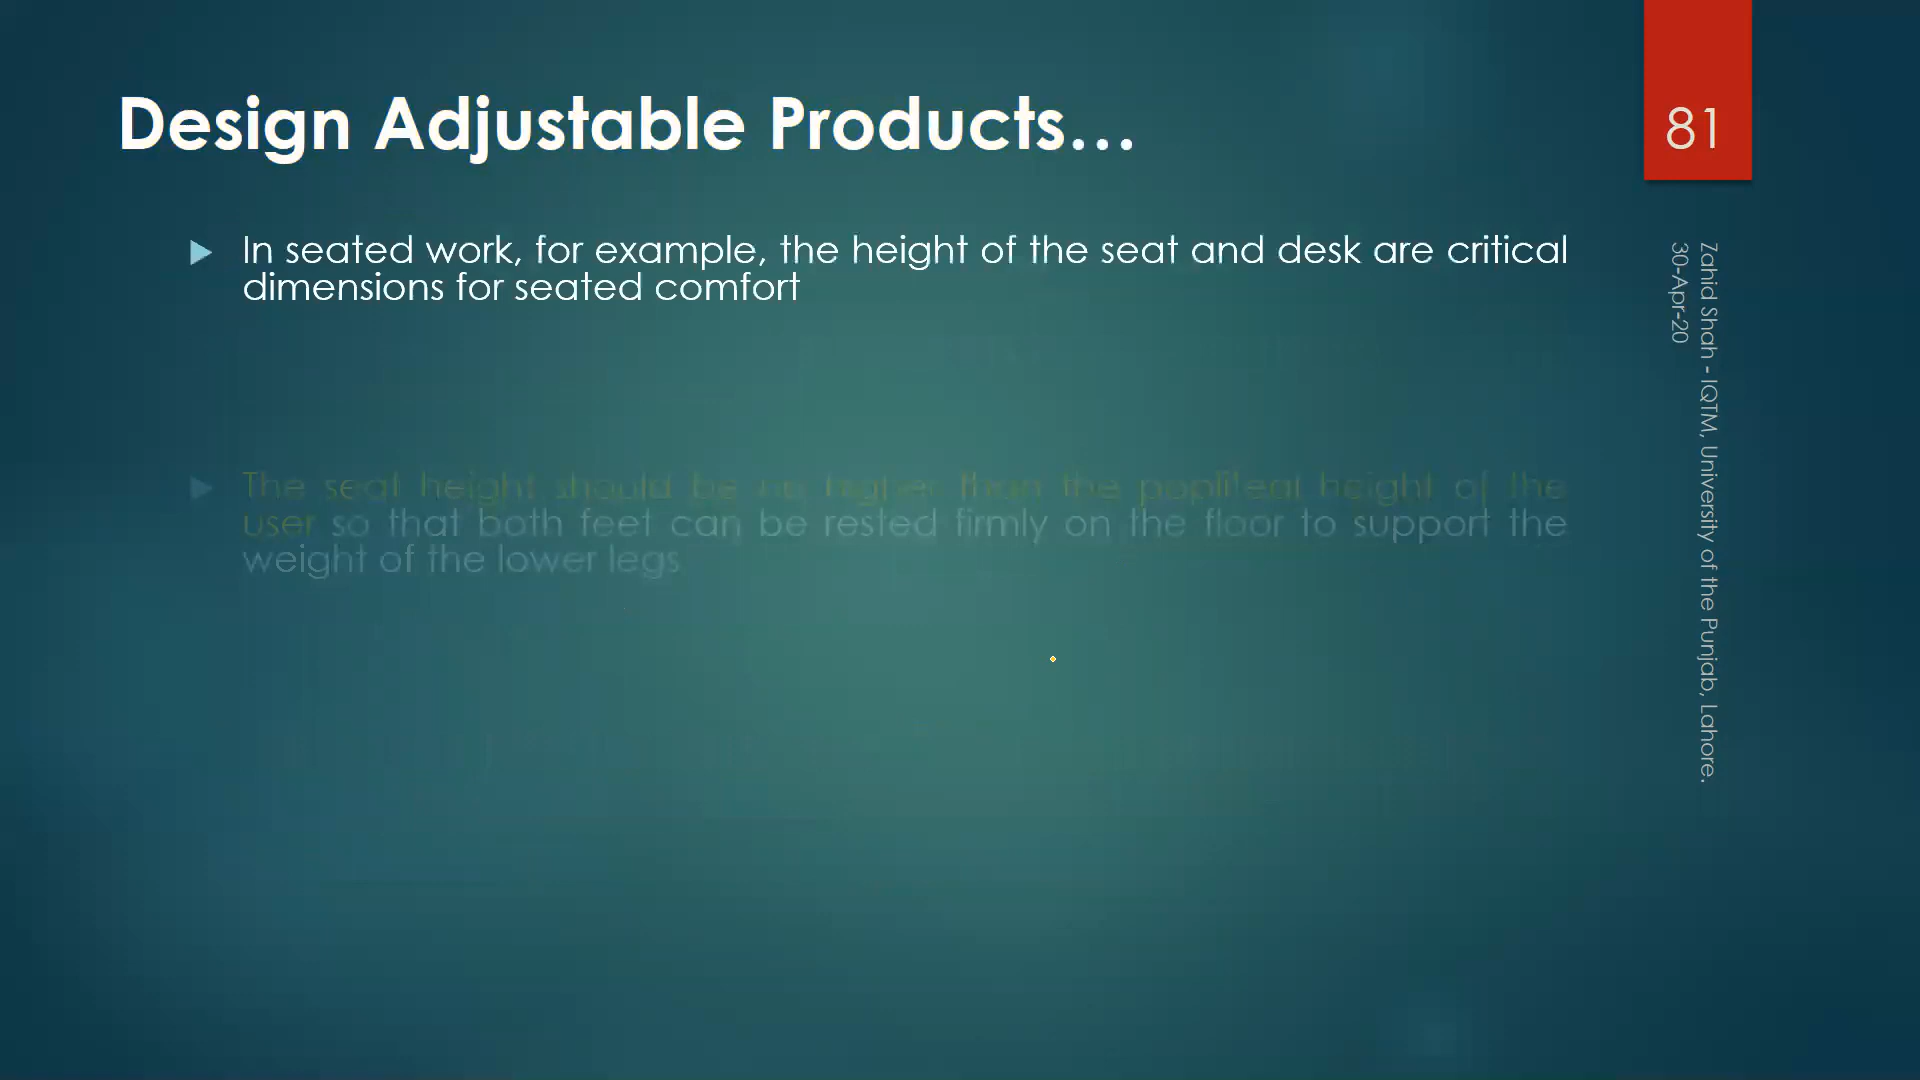 Design Adjustable Products…
81
In seated work, for example, the height of the seat and desk are critical
dimensions for seated comfort
The seat height should be no higher than the popliteal height of the
user so that both feet can be rested firmly on the floor to support the
weight of the lower legs
Zahid Shah - IQTM, University of the Punjab, Lahore.
30-Apr-20